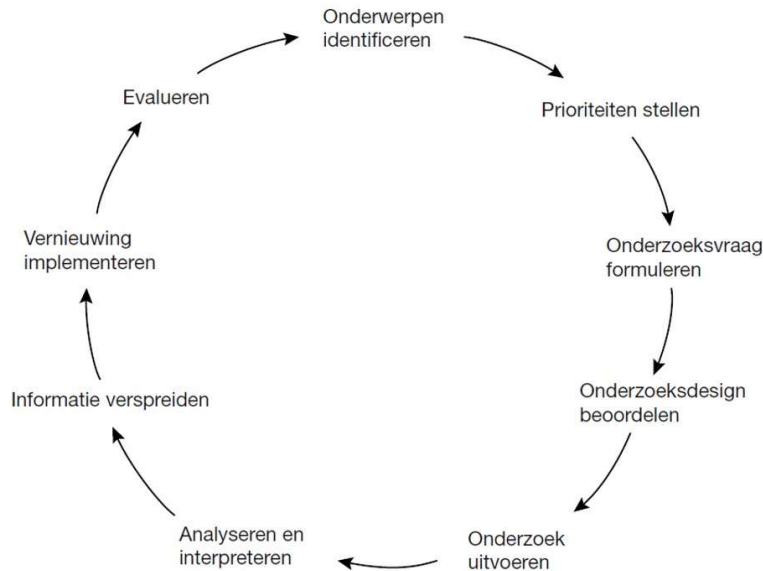 Onderwerpen
identificeren
Prioriteiten stellen
Onderzoeksvraag
formuleren
Onderzoeksdesign
beoordelen
Onderzoek
uitvoeren
Analyseren en
interpreteren
Informatie verspreiden
Vernieuwing
implementeren
Evalueren